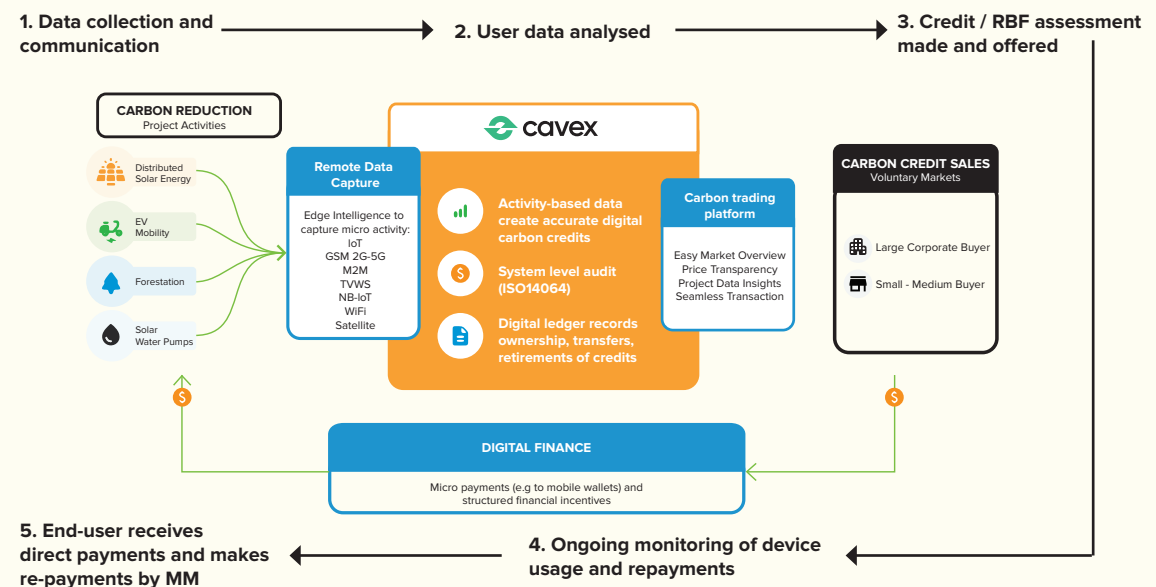 1. Data collection and
communication
2. User data analysed
3. Credit / RBF assessment
made and offered
CARBON REDUCTION
Project Activities
Distributed
Solar Energy
EV
Mobility
Forestation
Solar
Water Pumps
Remote Data
Capture
Edge Intelligence to
capture micro activity:
IoT
GSM 2G-5G
M2M
TVWS
NB-IoT
WiFi
Satellite
cavex
Activity-based data
create accurate digital
carbon credits
$
System level audit
(ISO14064)
Digital ledger records
ownership, transfers,
retirements of credits
Carbon trading
platform
Easy Market Overview
Price Transparency
Project Data Insights
Seamless Transaction
CARBON CREDIT SALES
Voluntary Markets
Large Corporate Buyer
Small - Medium Buyer
$
$
DIGITAL FINANCE
Micro payments (e.g to mobile wallets) and
structured financial incentives
4. Ongoing monitoring of device
usage and repayments
5. End-user receives
direct payments and makes
re-payments by MM